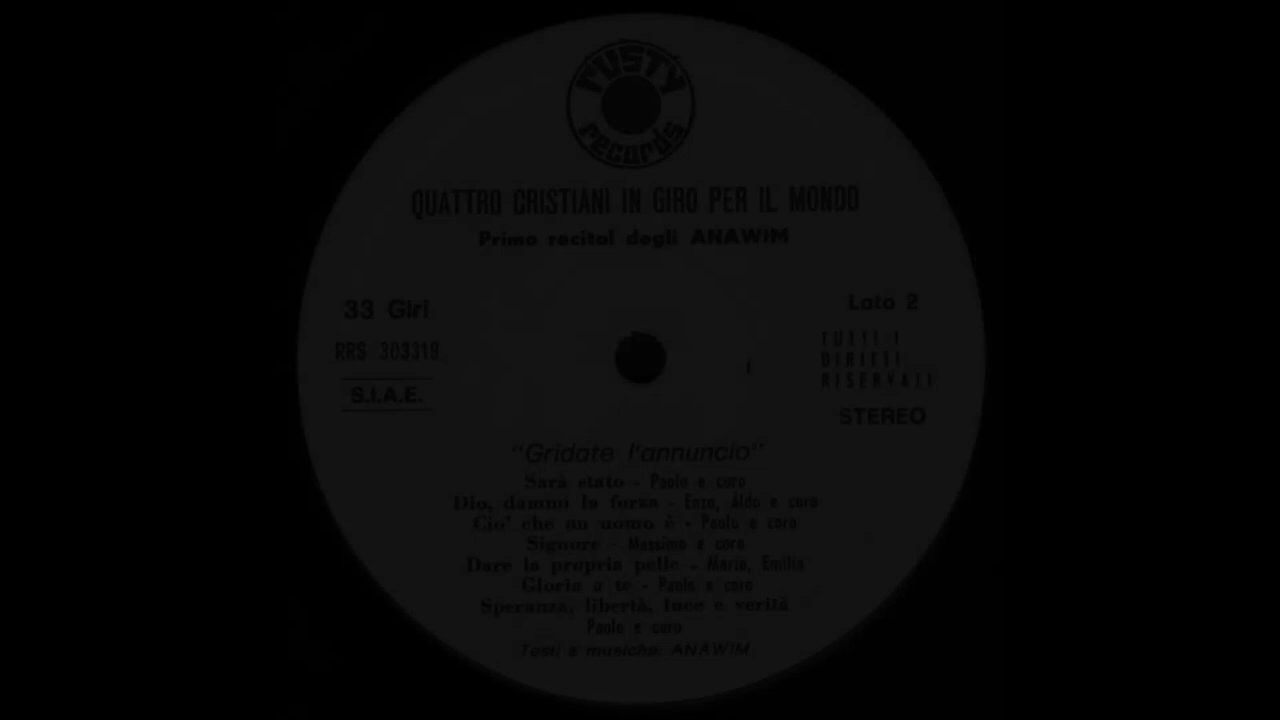 rusty
records
QUATTRO CRISTIANI IN GIRO PER IL MONDO
Primo recital degli ANAWIM
33 Giri
RRS 303319
S.I.A.E.
Lato 2
TUTTI I
DIRITTI
RISERVATI
STEREO
"Gridate l'annuncio"
Sarà stato - Paolo e coro
Dio, dammi la forza - Enzo, Aldo e coro
Cio' che un uomo è - Paolo e coro
Signore - Massimo e coro
Dare la propria pelle - Mario, Emilio
Gloria a te - Paolo e coro
Speranza, libertà, luce e verità
Paolo e coro
Testi e musiche: ANAWIM